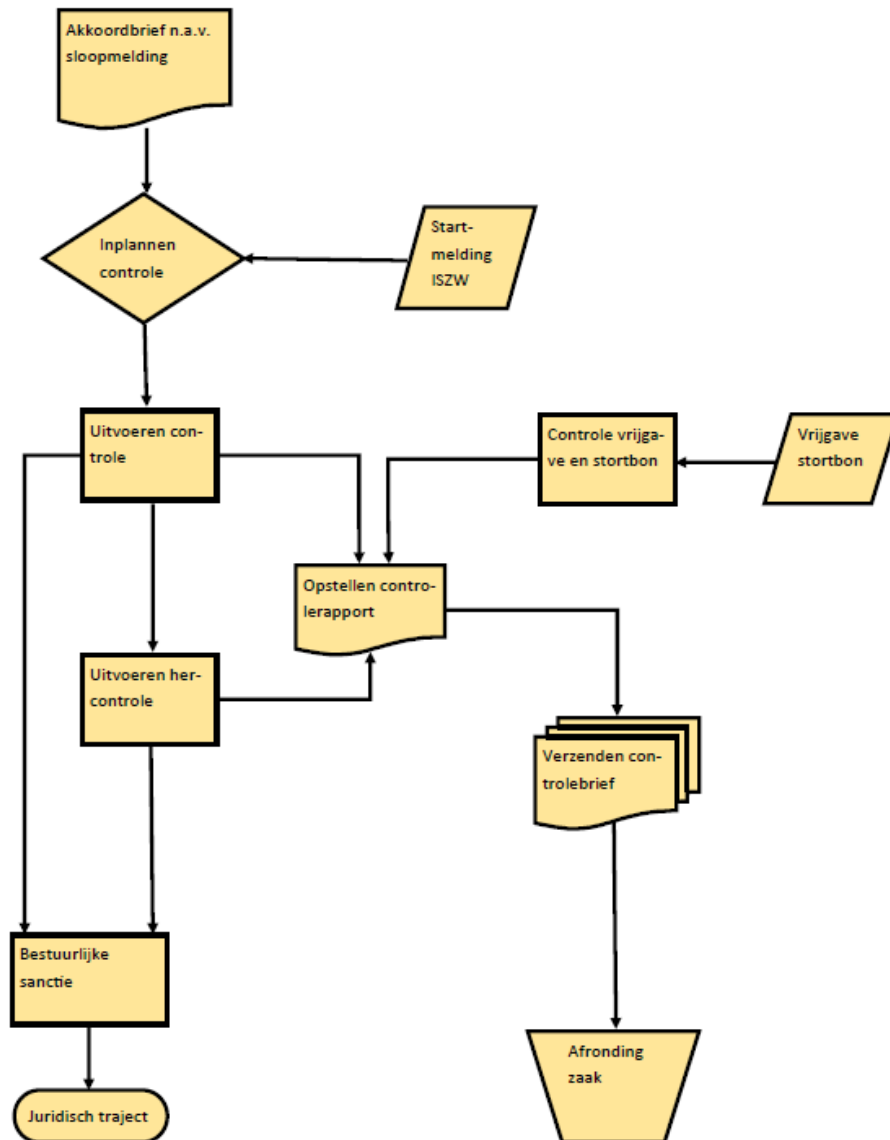 Akkoordbrief n.a.v.
sloopmelding
Inplannen
controle
Start-
melding
ISZW
Uitvoeren con-
trole
Controle vrijga-
ve en stortbon
Vrijgave
stortbon
Opstellen contro-
lerapport
Uitvoeren her-
controle
Verzenden con-
trolebrief
Bestuurlijke
sanctie
Afronding
zaak
Juridisch traject